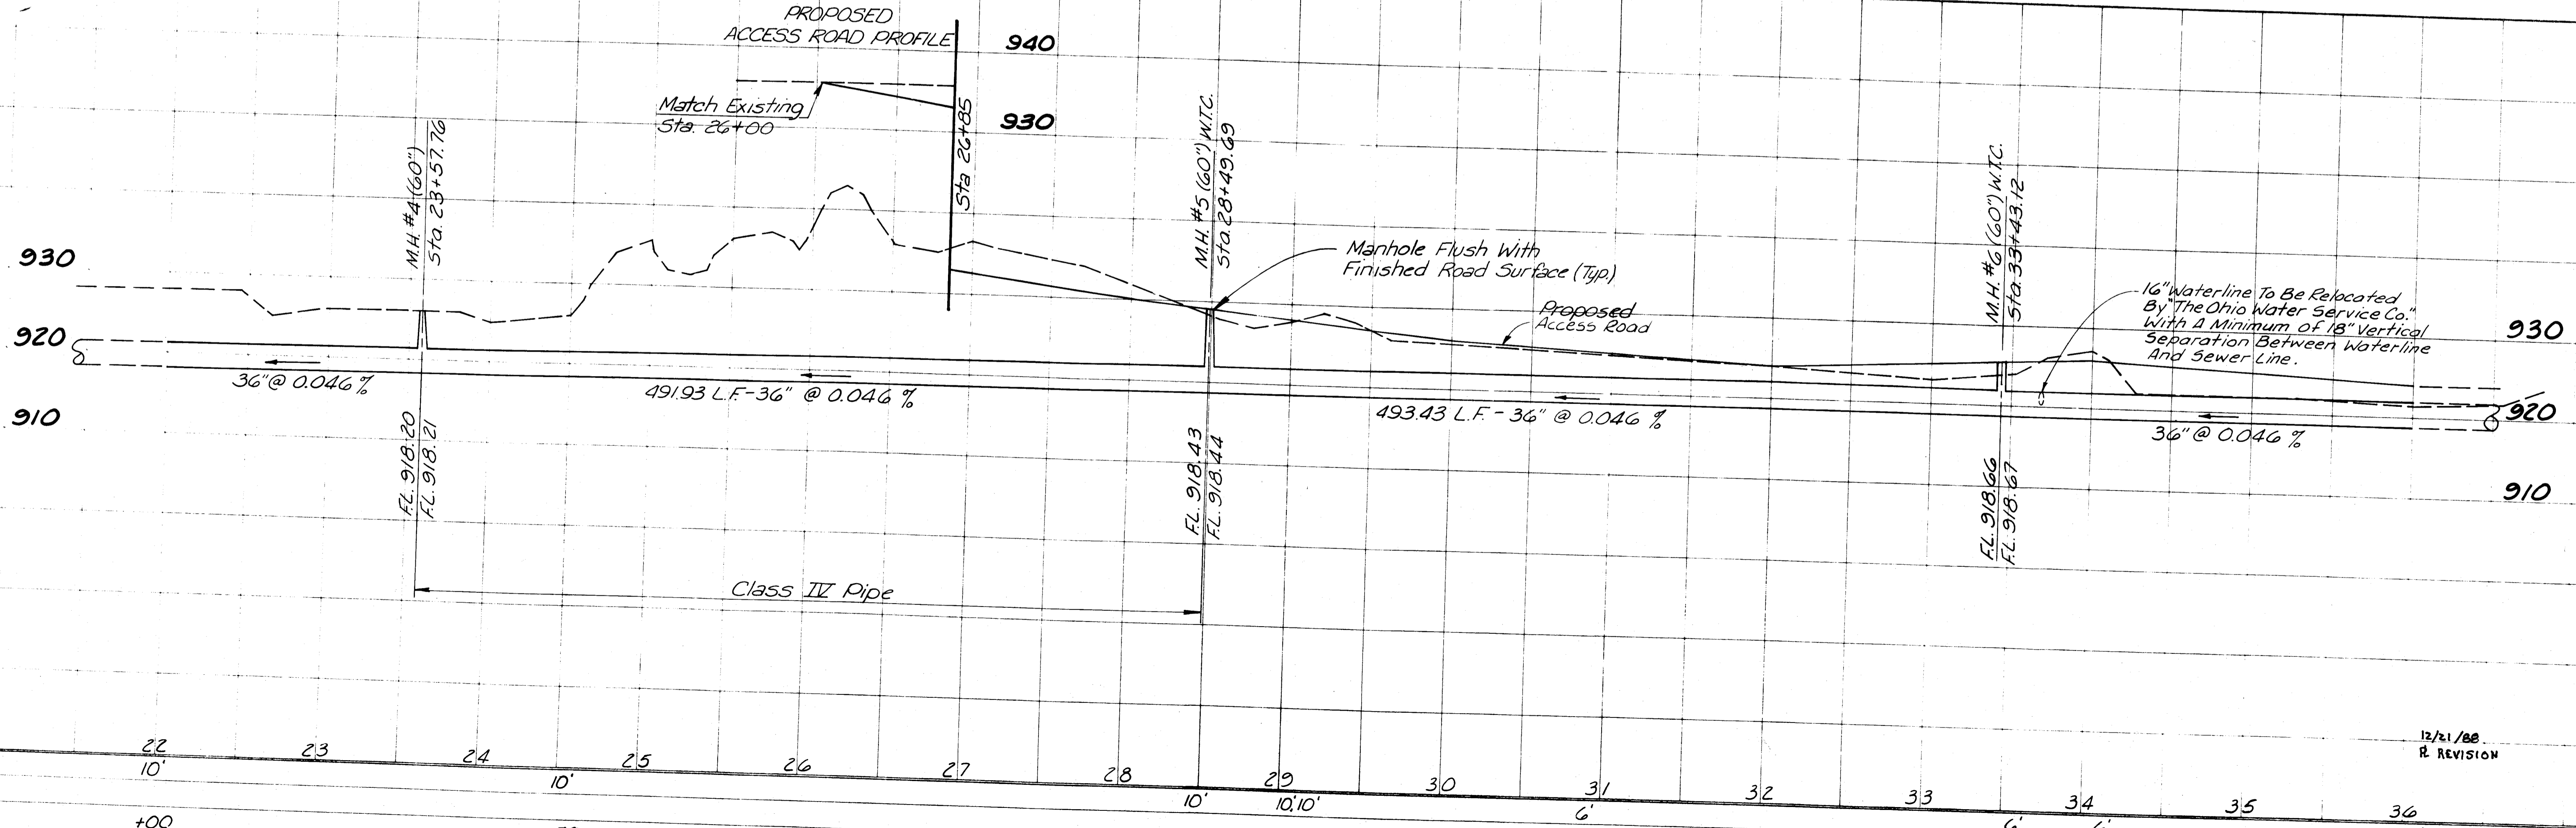 PROPOSED
ACCESS ROAD PROFILE
940
930
Match Existing
Sta. 26+00
Sta 26+85
M.H. #4 (60")
Sta. 23+57.76
M.H. #5 (60") W.T.C.
Sta. 28+49.69
M.H. #6 (60") W.T.C.
Sta. 33+43.12
930
920
910
Manhole Flush With
Finished Road Surface (Typ.)
Proposed
Access Road
16" Waterline To Be Relocated
By "The Ohio Water Service Co."
With A Minimum of 18" Vertical
Separation Between Waterline
And Sewer Line.
930
920
910
36" @ 0.046 %
491.93 L.F.-36" @ 0.046 %
493.43 L.F. - 36" @ 0.046 %
36" @ 0.046 %
F.L. 918.20
F.L. 918.21
F.L. 918.43
F.L. 918.44
F.L. 918.66
F.L. 918.67
Class IV Pipe
12/21/88
REVISION
22 23 24 25 26 27 28 29 30 31 32 33 34 35 36
10' 10' 10' 10', 10' 6' 6'
+00